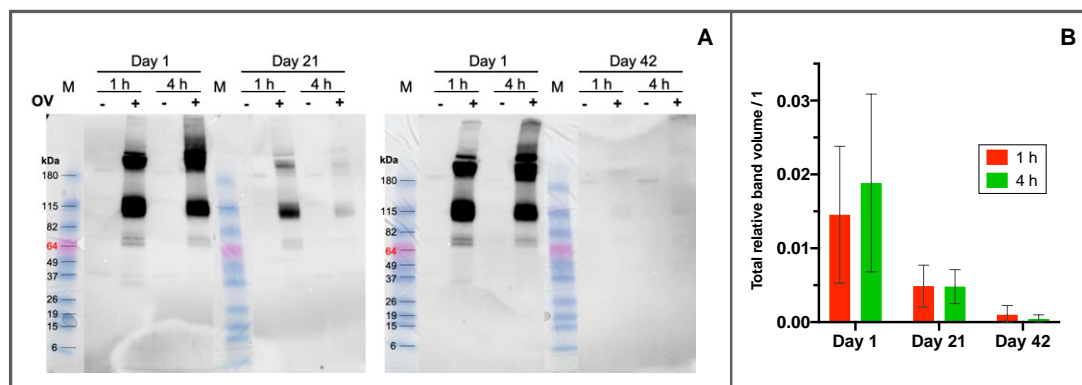 A
Day 1 Day 21 Day 1 Day 42
M 1 h 4 h M 1 h 4 h M 1 h 4 h M 1 h 4 h
OV - + - + - + - + - + - + - + - +
kDa kDa
180 180
115 115
82 82
64 64
49 49
37 37
26 26
19 19
15 15
6 6
B
Total relative band volume / 1
0.03
0.02
0.01
0.00
1 h
4 h
Day 1 Day 21 Day 42